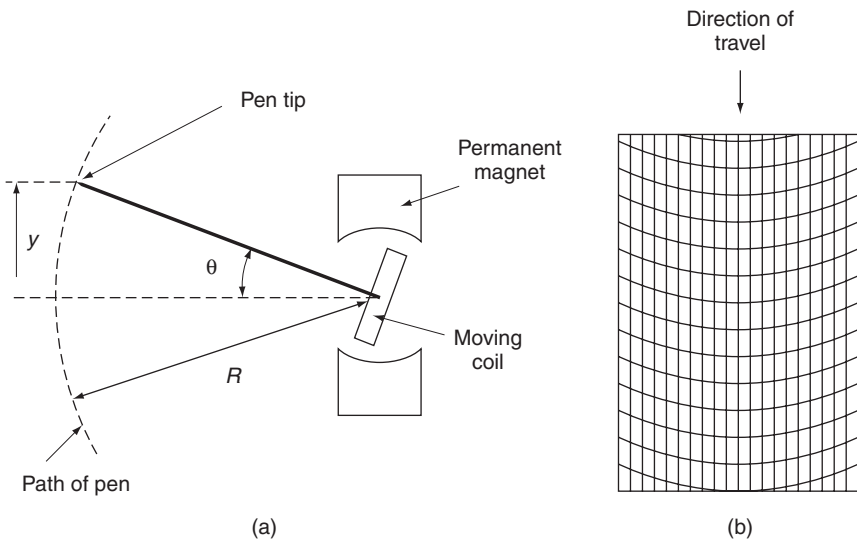 Direction of
travel
Pen tip
Permanent
magnet
y
θ
Moving
coil
R
Path of pen
(a)
(b)